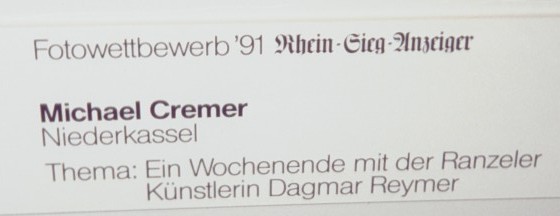 Fotowettbewerb '91 Rhein-Sieg-Anzeiger
Michael Cremer
Niederkassel
Thema: Ein Wochenende mit der Ranzeler
Künstlerin Dagmar Reymer